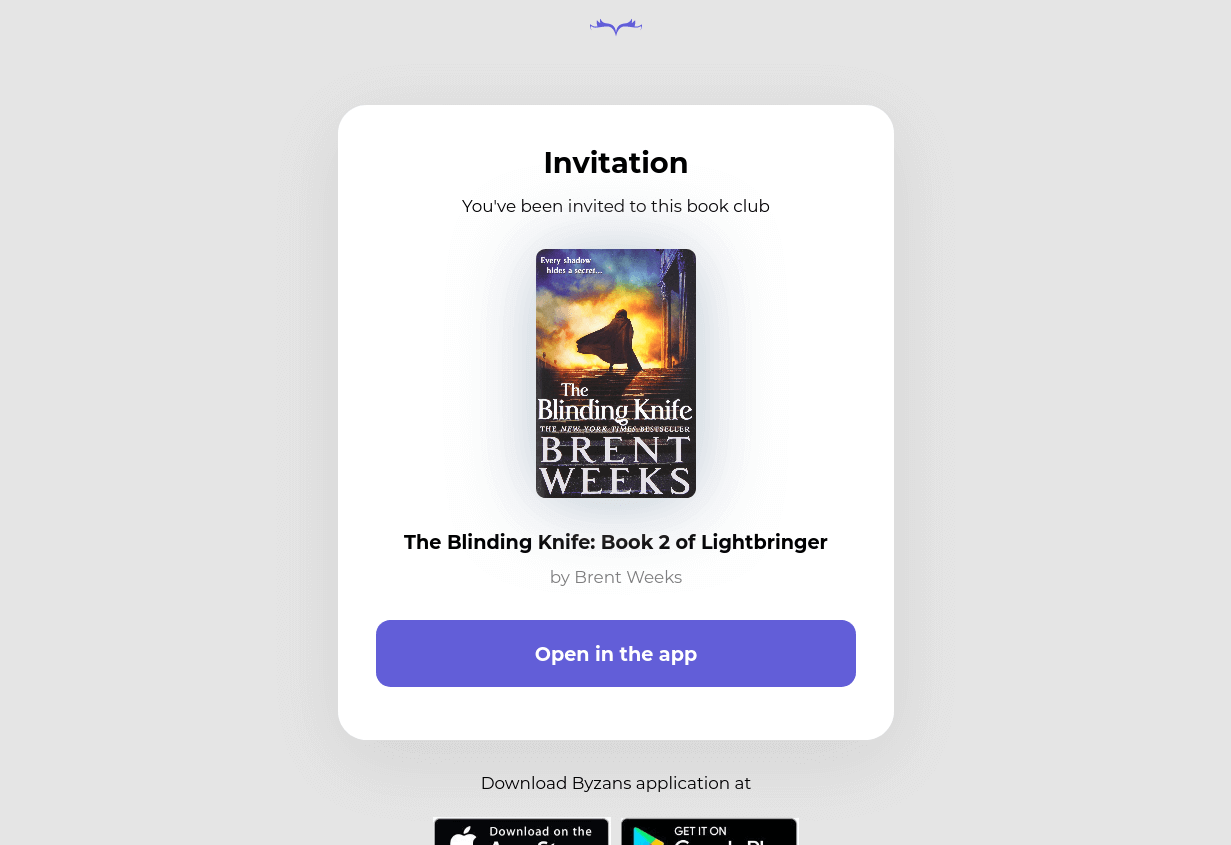 Invitation
You've been invited to this book club
Every shadow
hides a secret...
The
Blinding Knife
THE NEW YORK TIMES BESTSELLER
BRENT
WEEKS
The Blinding Knife: Book 2 of Lightbringer
by Brent Weeks
Open in the app
Download Byzans application at
Download on the
GET IT ON